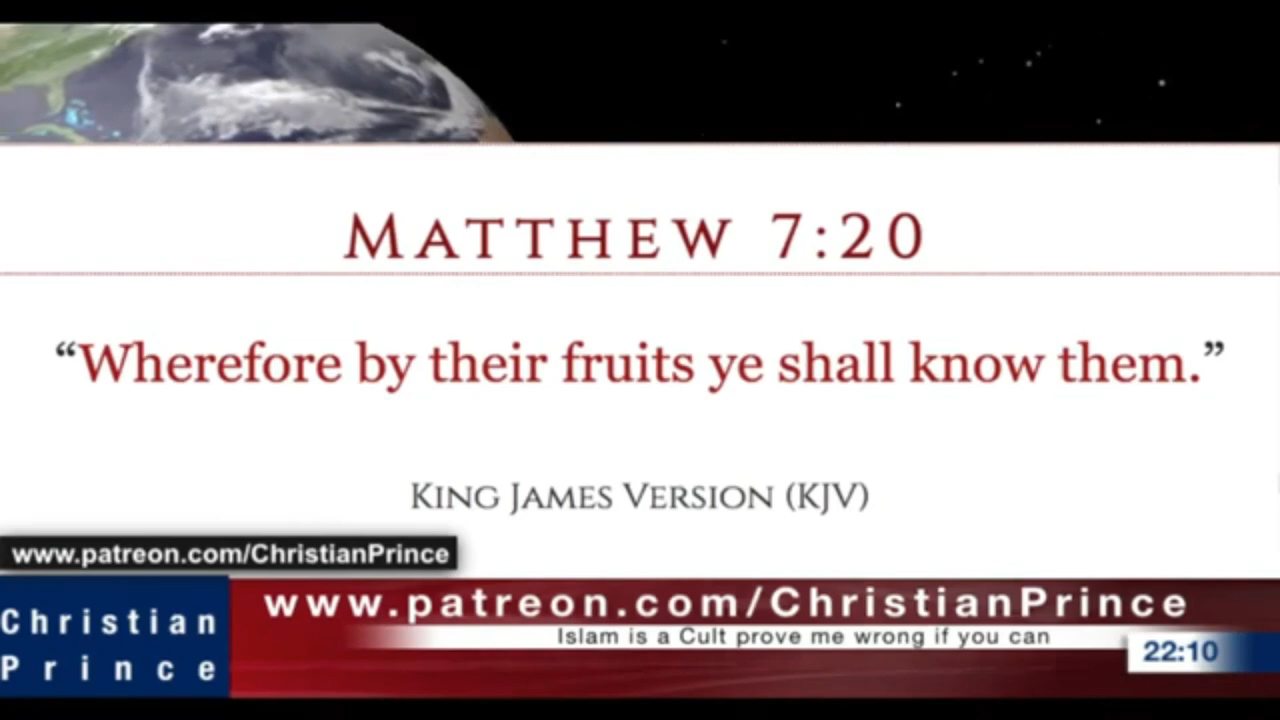 MATTHEW 7:20
“Wherefore by their fruits ye shall know them.”
KING JAMES VERSION (KJV)
www.patreon.com/ChristianPrince
Christian
Prince
www.patreon.com/ChristianPrince
Islam is a Cult prove me wrong if you can
22:10